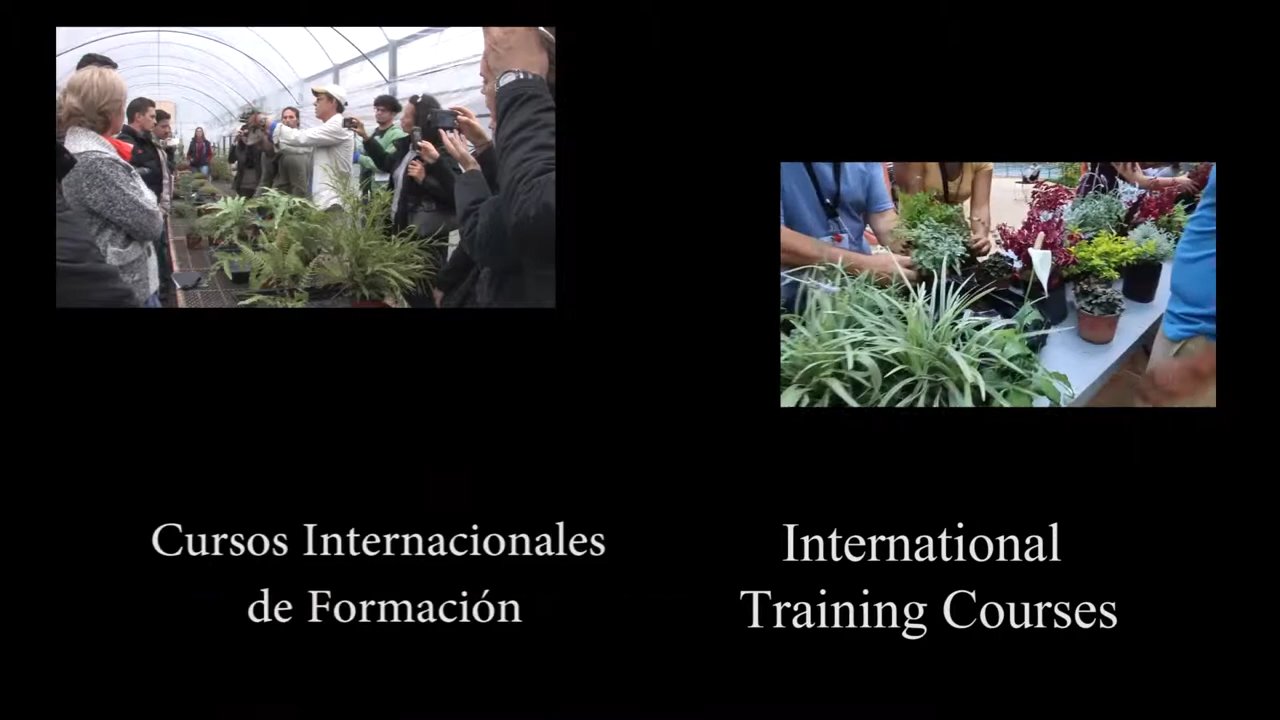 Cursos Internacionales
de Formación
International
Training Courses